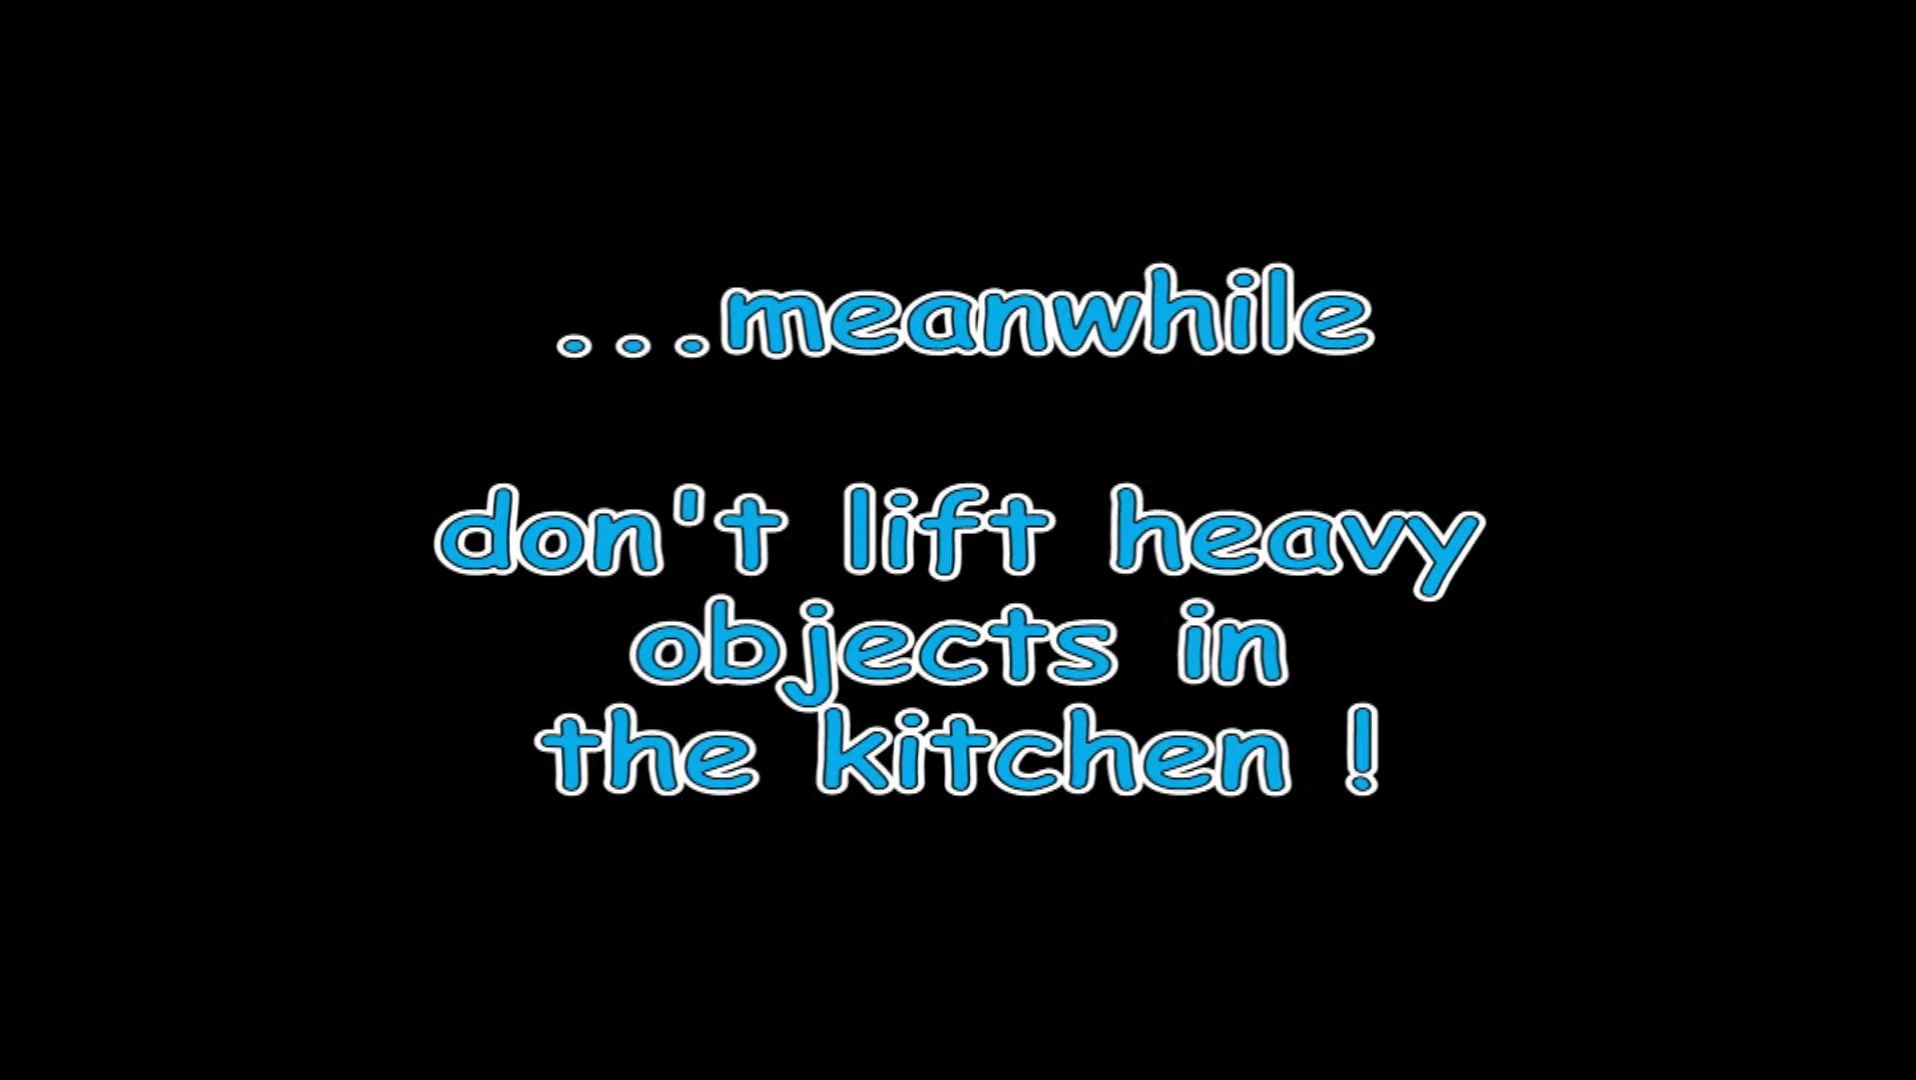 ...meanwhile
don't lift heavy
objects in
the kitchen !